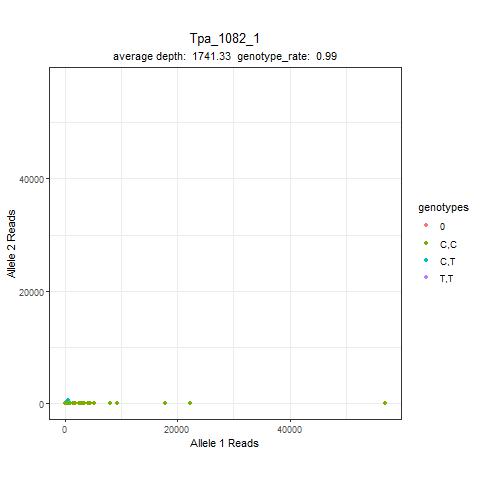 Tpa_1082_1
average depth: 1741.33 genotype_rate: 0.99
Allele 2 Reads
40000
20000
0
0
20000
40000
Allele 1 Reads
genotypes
0
C,C
C,T
T,T